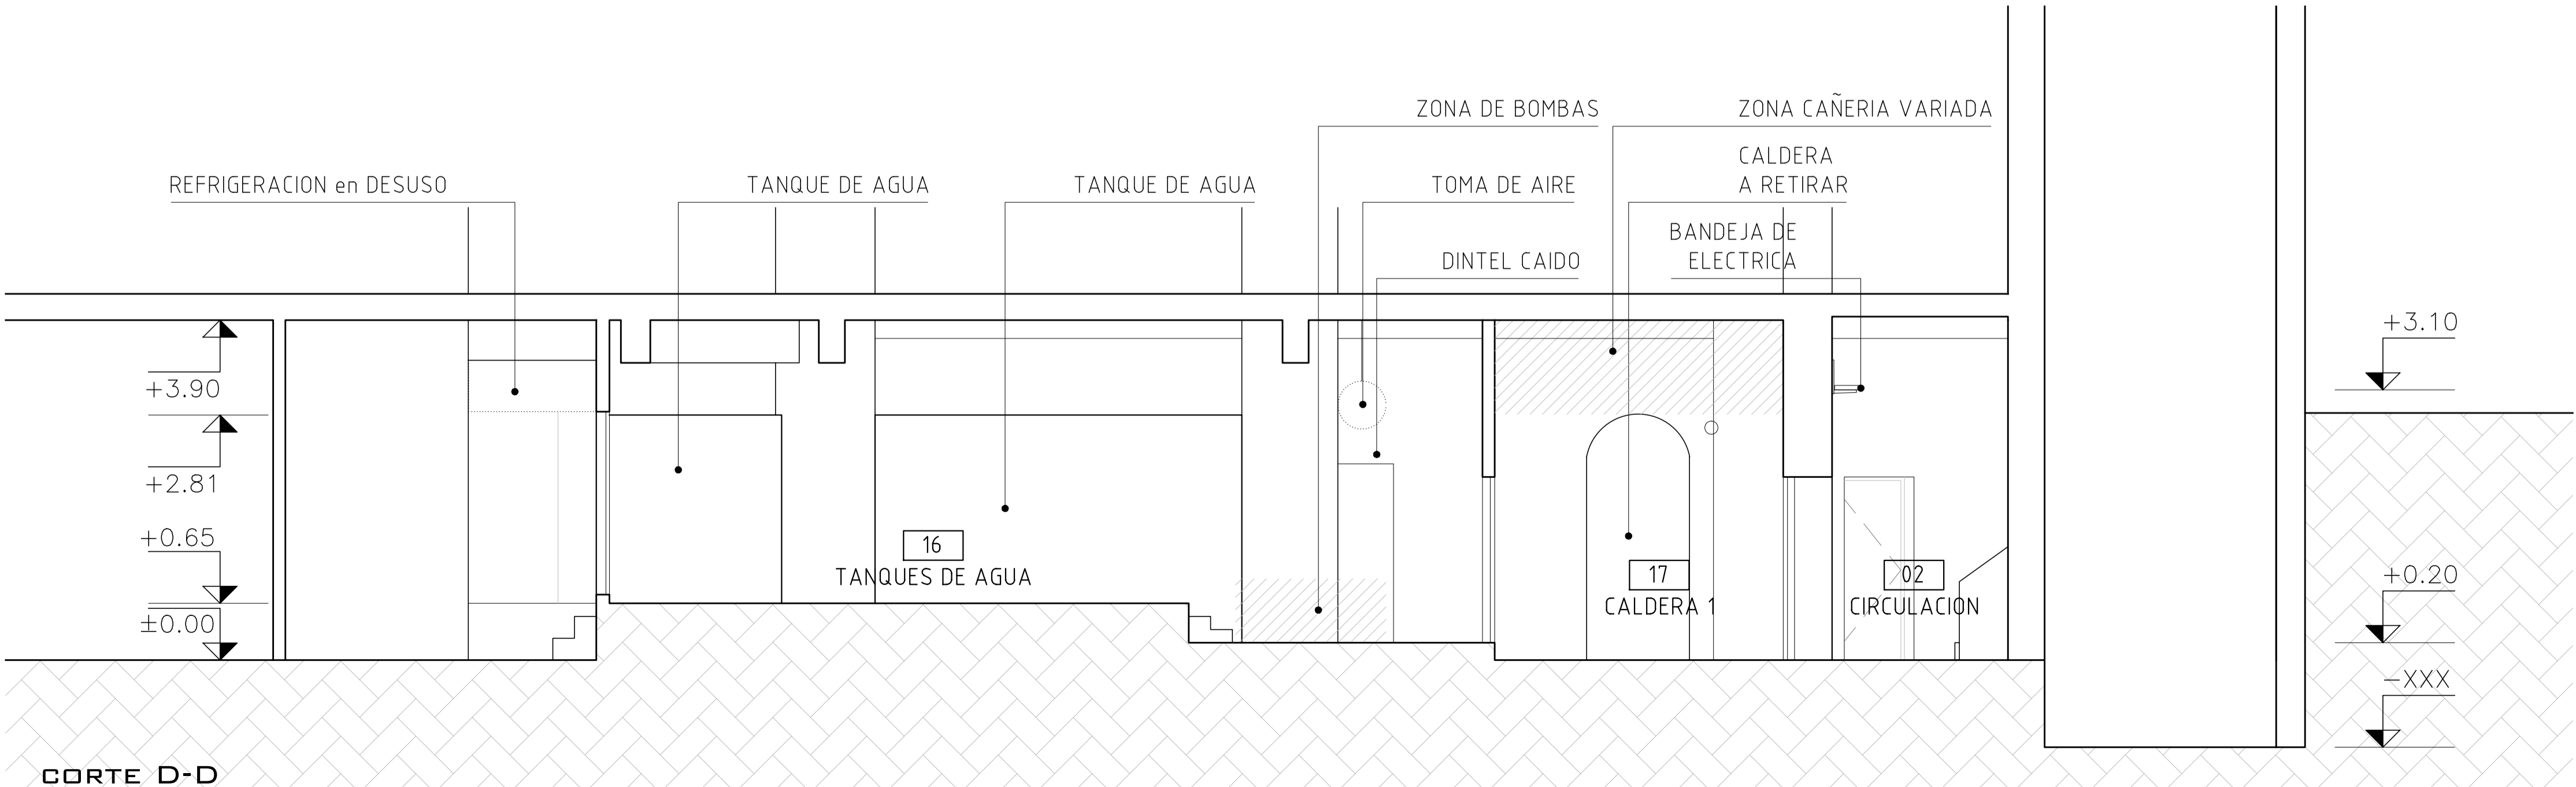 ZONA DE BOMBAS
ZONA CAÑERIA VARIADA
CALDERA
A RETIRAR
REFRIGERACION en DESUSO
TANQUE DE AGUA
TANQUE DE AGUA
TOMA DE AIRE
BANDEJA DE
ELECTRICA
DINTEL CAIDO
+3.10
+3.90
+2.81
+0.65
±0.00
16
TANQUES DE AGUA
17
CALDERA 1
02
CIRCULACION
+0.20
-XXX
CORTE D-D